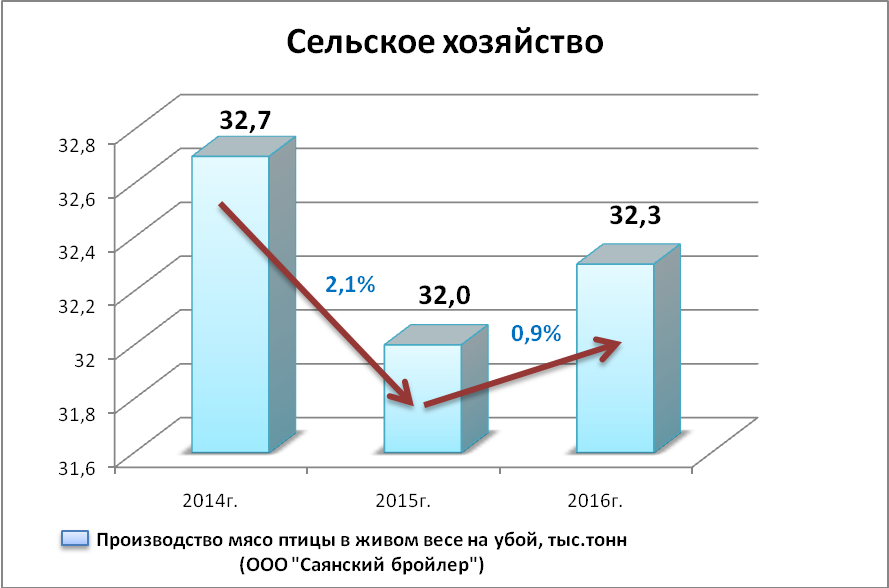 Сельское хозяйство
32,7
32,8
32,6
32,3
32,4
2,1%
32,0
32,2
0,9%
32
31,8
31,6
2014г.
2015г.
2016г.
Производство мясо птицы в живом весе на убой, тыс.тонн
(ООО "Саянский бройлер")